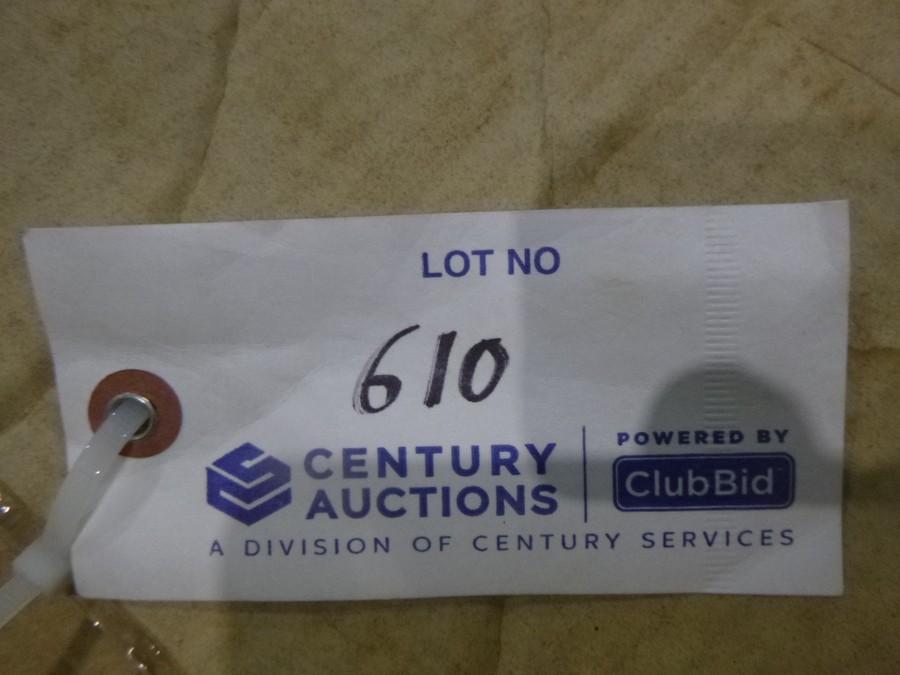 LOT NO
610
CENTURY AUCTIONS
POWERED BY
ClubBid
A DIVISION OF CENTURY SERVICES